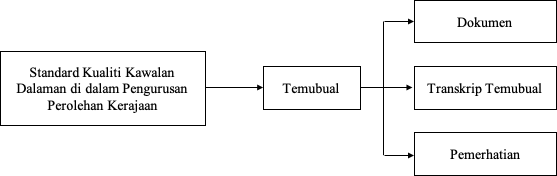 Standard Kualiti Kawalan
Dalaman di dalam Pengurusan
Perolehan Kerajaan
Temubual
Dokumen
Transkrip Temubual
Pemerhatian